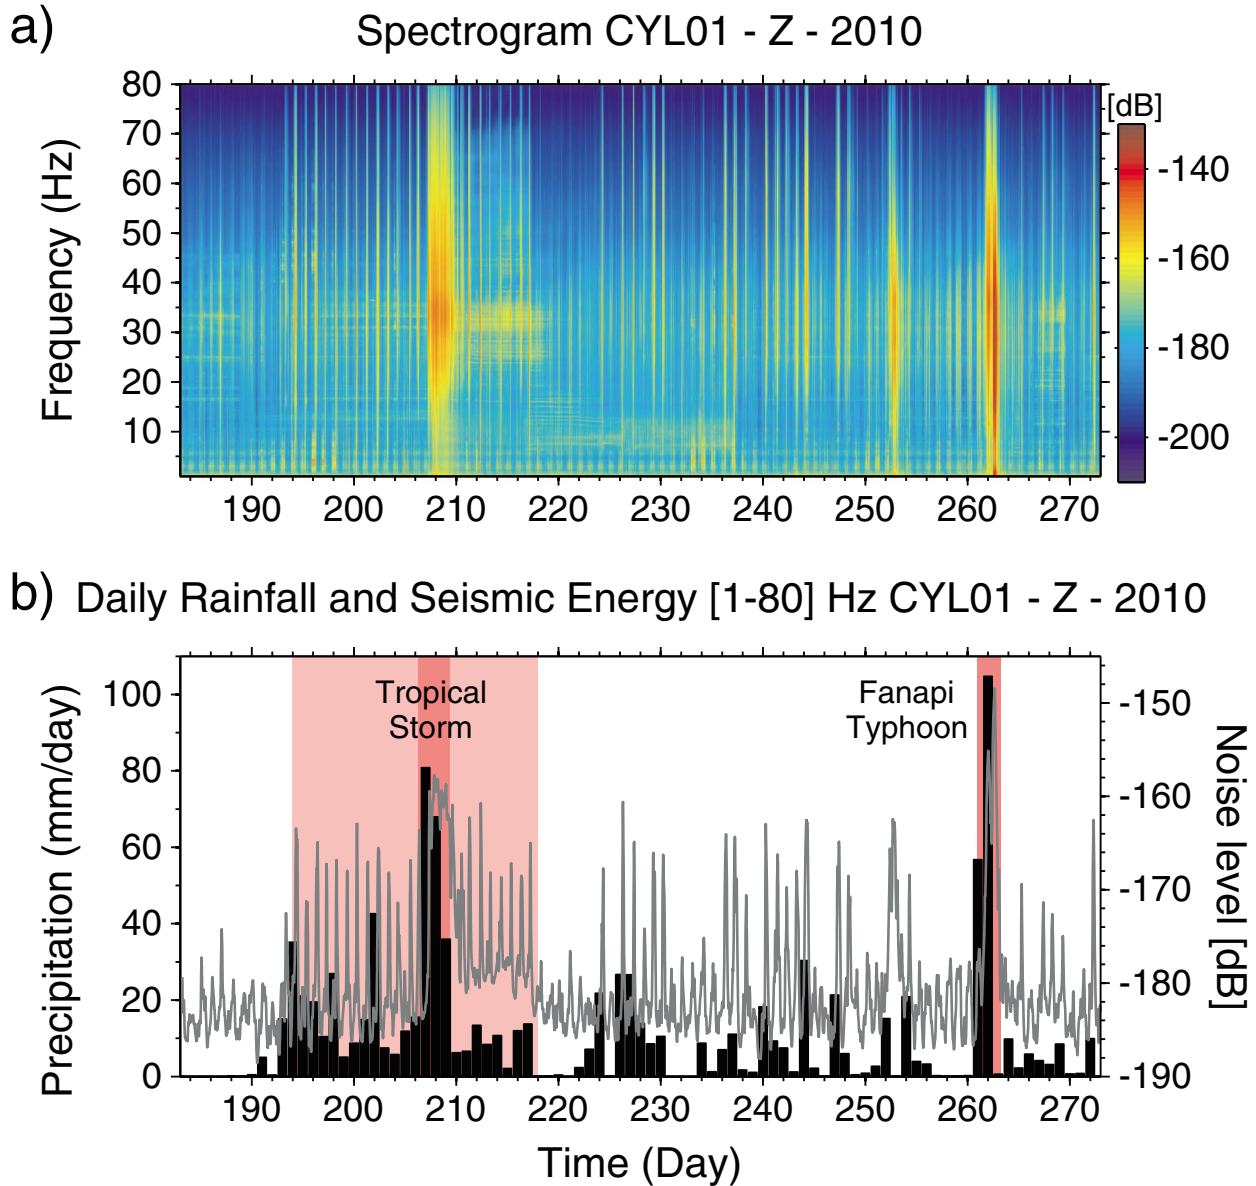 a)
Spectrogram CYL01 - Z - 2010
Frequency (Hz)
80
70
60
50
40
30
20
10
190 200 210 220 230 240 250 260 270
[dB]
-140
-160
-180
-200
b)
Daily Rainfall and Seismic Energy [1-80] Hz CYL01 - Z - 2010
Precipitation (mm/day)
100
80
60
40
20
0
Tropical
Storm
Fanapi
Typhoon
-150
-160
-170
-180
-190
Noise level [dB]
190 200 210 220 230 240 250 260 270
Time (Day)